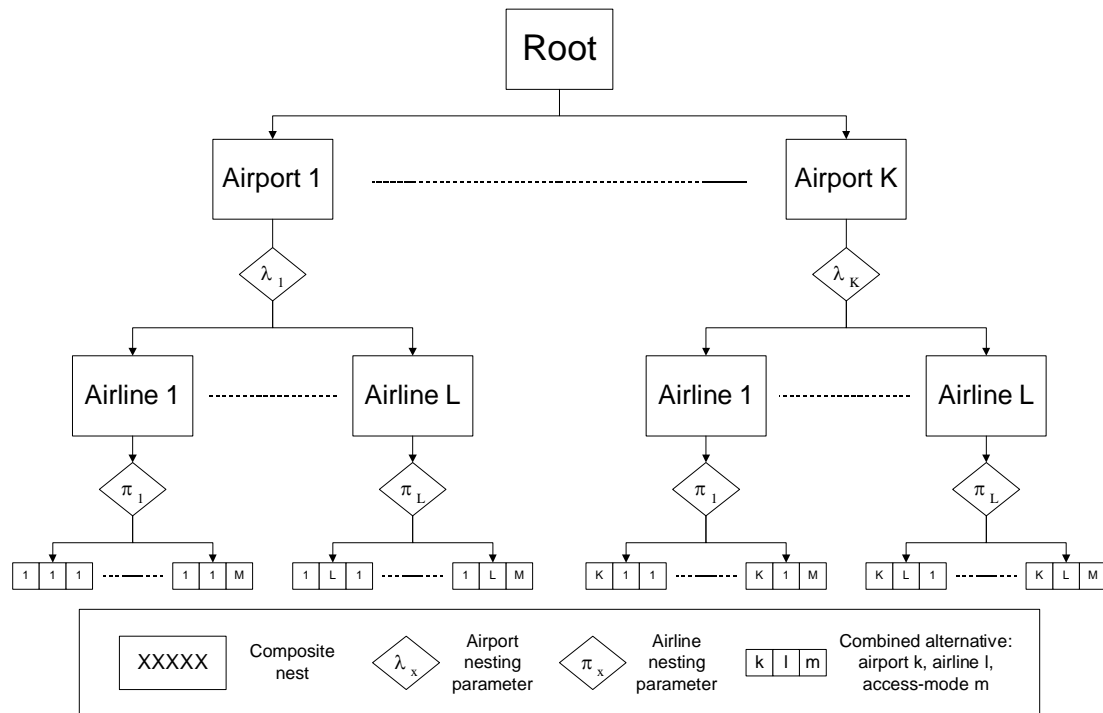 Root
Airport 1
Airport K
λ 1
λ K
Airline 1
Airline L
Airline 1
Airline L
π 1
π L
π 1
π L
1 1 1
1 1 M
1 L 1
1 L M
K 1 1
K 1 M
K L 1
K L M
XXXXX
Composite
nest
λ x
Airport
nesting
parameter
π x
Airline
nesting
parameter
k l m
Combined alternative:
airport k, airline l,
access-mode m